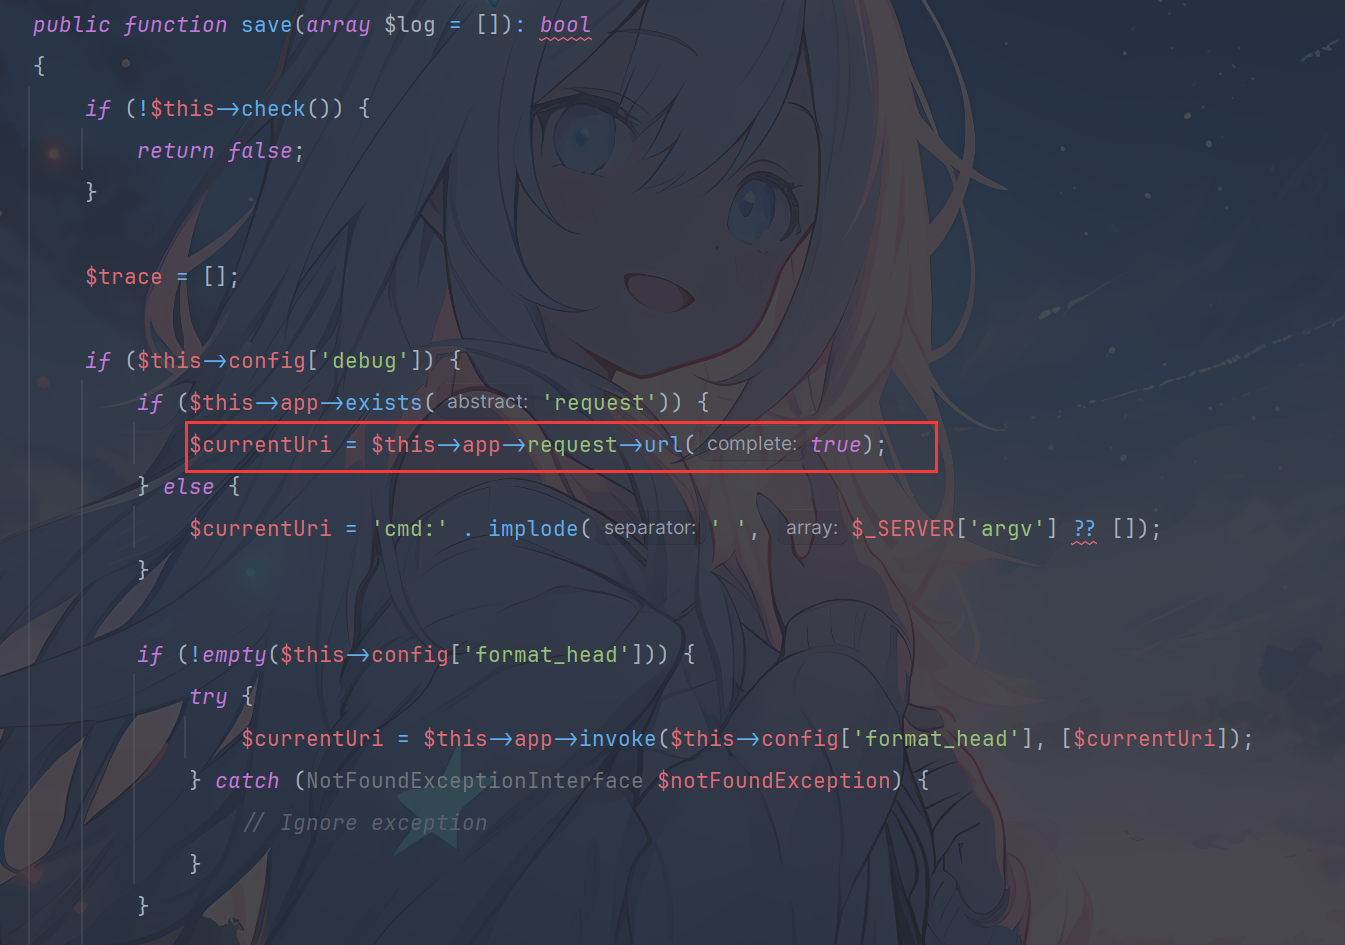 public function save(array $log = []): bool
{
if (!$this->check()) {
return false;
}
$trace = [];
if ($this->config['debug']) {
if ($this->app->exists( abstract: 'request')) {
$currentUri = $this->app->request->url( complete: true);
} else {
$currentUri = 'cmd:' . implode( separator: ' ', array: $_SERVER['argv'] ?? []);
}
if (!empty($this->config['format_head'])) {
try {
$currentUri = $this->app->invoke($this->config['format_head'], [$currentUri]);
} catch (NotFoundExceptionInterface $notFoundException) {
// Ignore exception
}
}